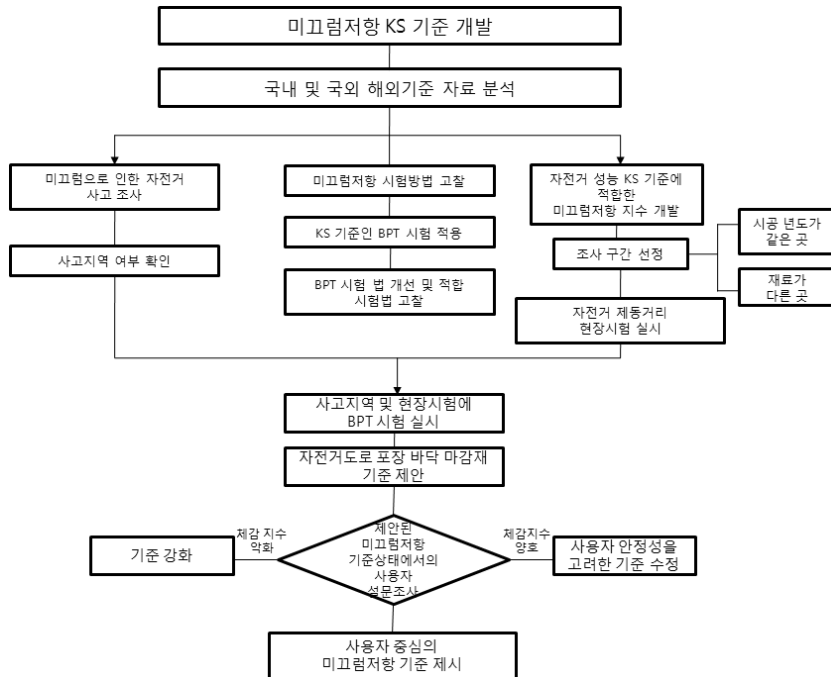 미끄럼저항 KS 기준 개발
국내 및 국외 해외기준 자료 분석
미끄럼으로 인한 자전거
사고 조사
사고지역 여부 확인
미끄럼저항 시험방법 고찰
KS 기준인 BPT 시험 적용
BPT 시험 법 개선 및 적합
시험법 고찰
자전거 성능 KS 기준에
적합한
미끄럼저항 지수 개발
조사 구간 선정
시공 년도가
같은 곳
재료가
다른 곳
자전거 제동거리
현장시험 실시
사고지역 및 현장시험에
BPT 시험 실시
자전거도로 포장 바닥 마감재
기준 제안
체감 지수
악화
기준 강화
제안된
미끄럼저항
기준상태에서의
사용자
설문조사
체감지수
양호
사용자 안정성을
고려한 기준 수정
사용자 중심의
미끄럼저항 기준 제시